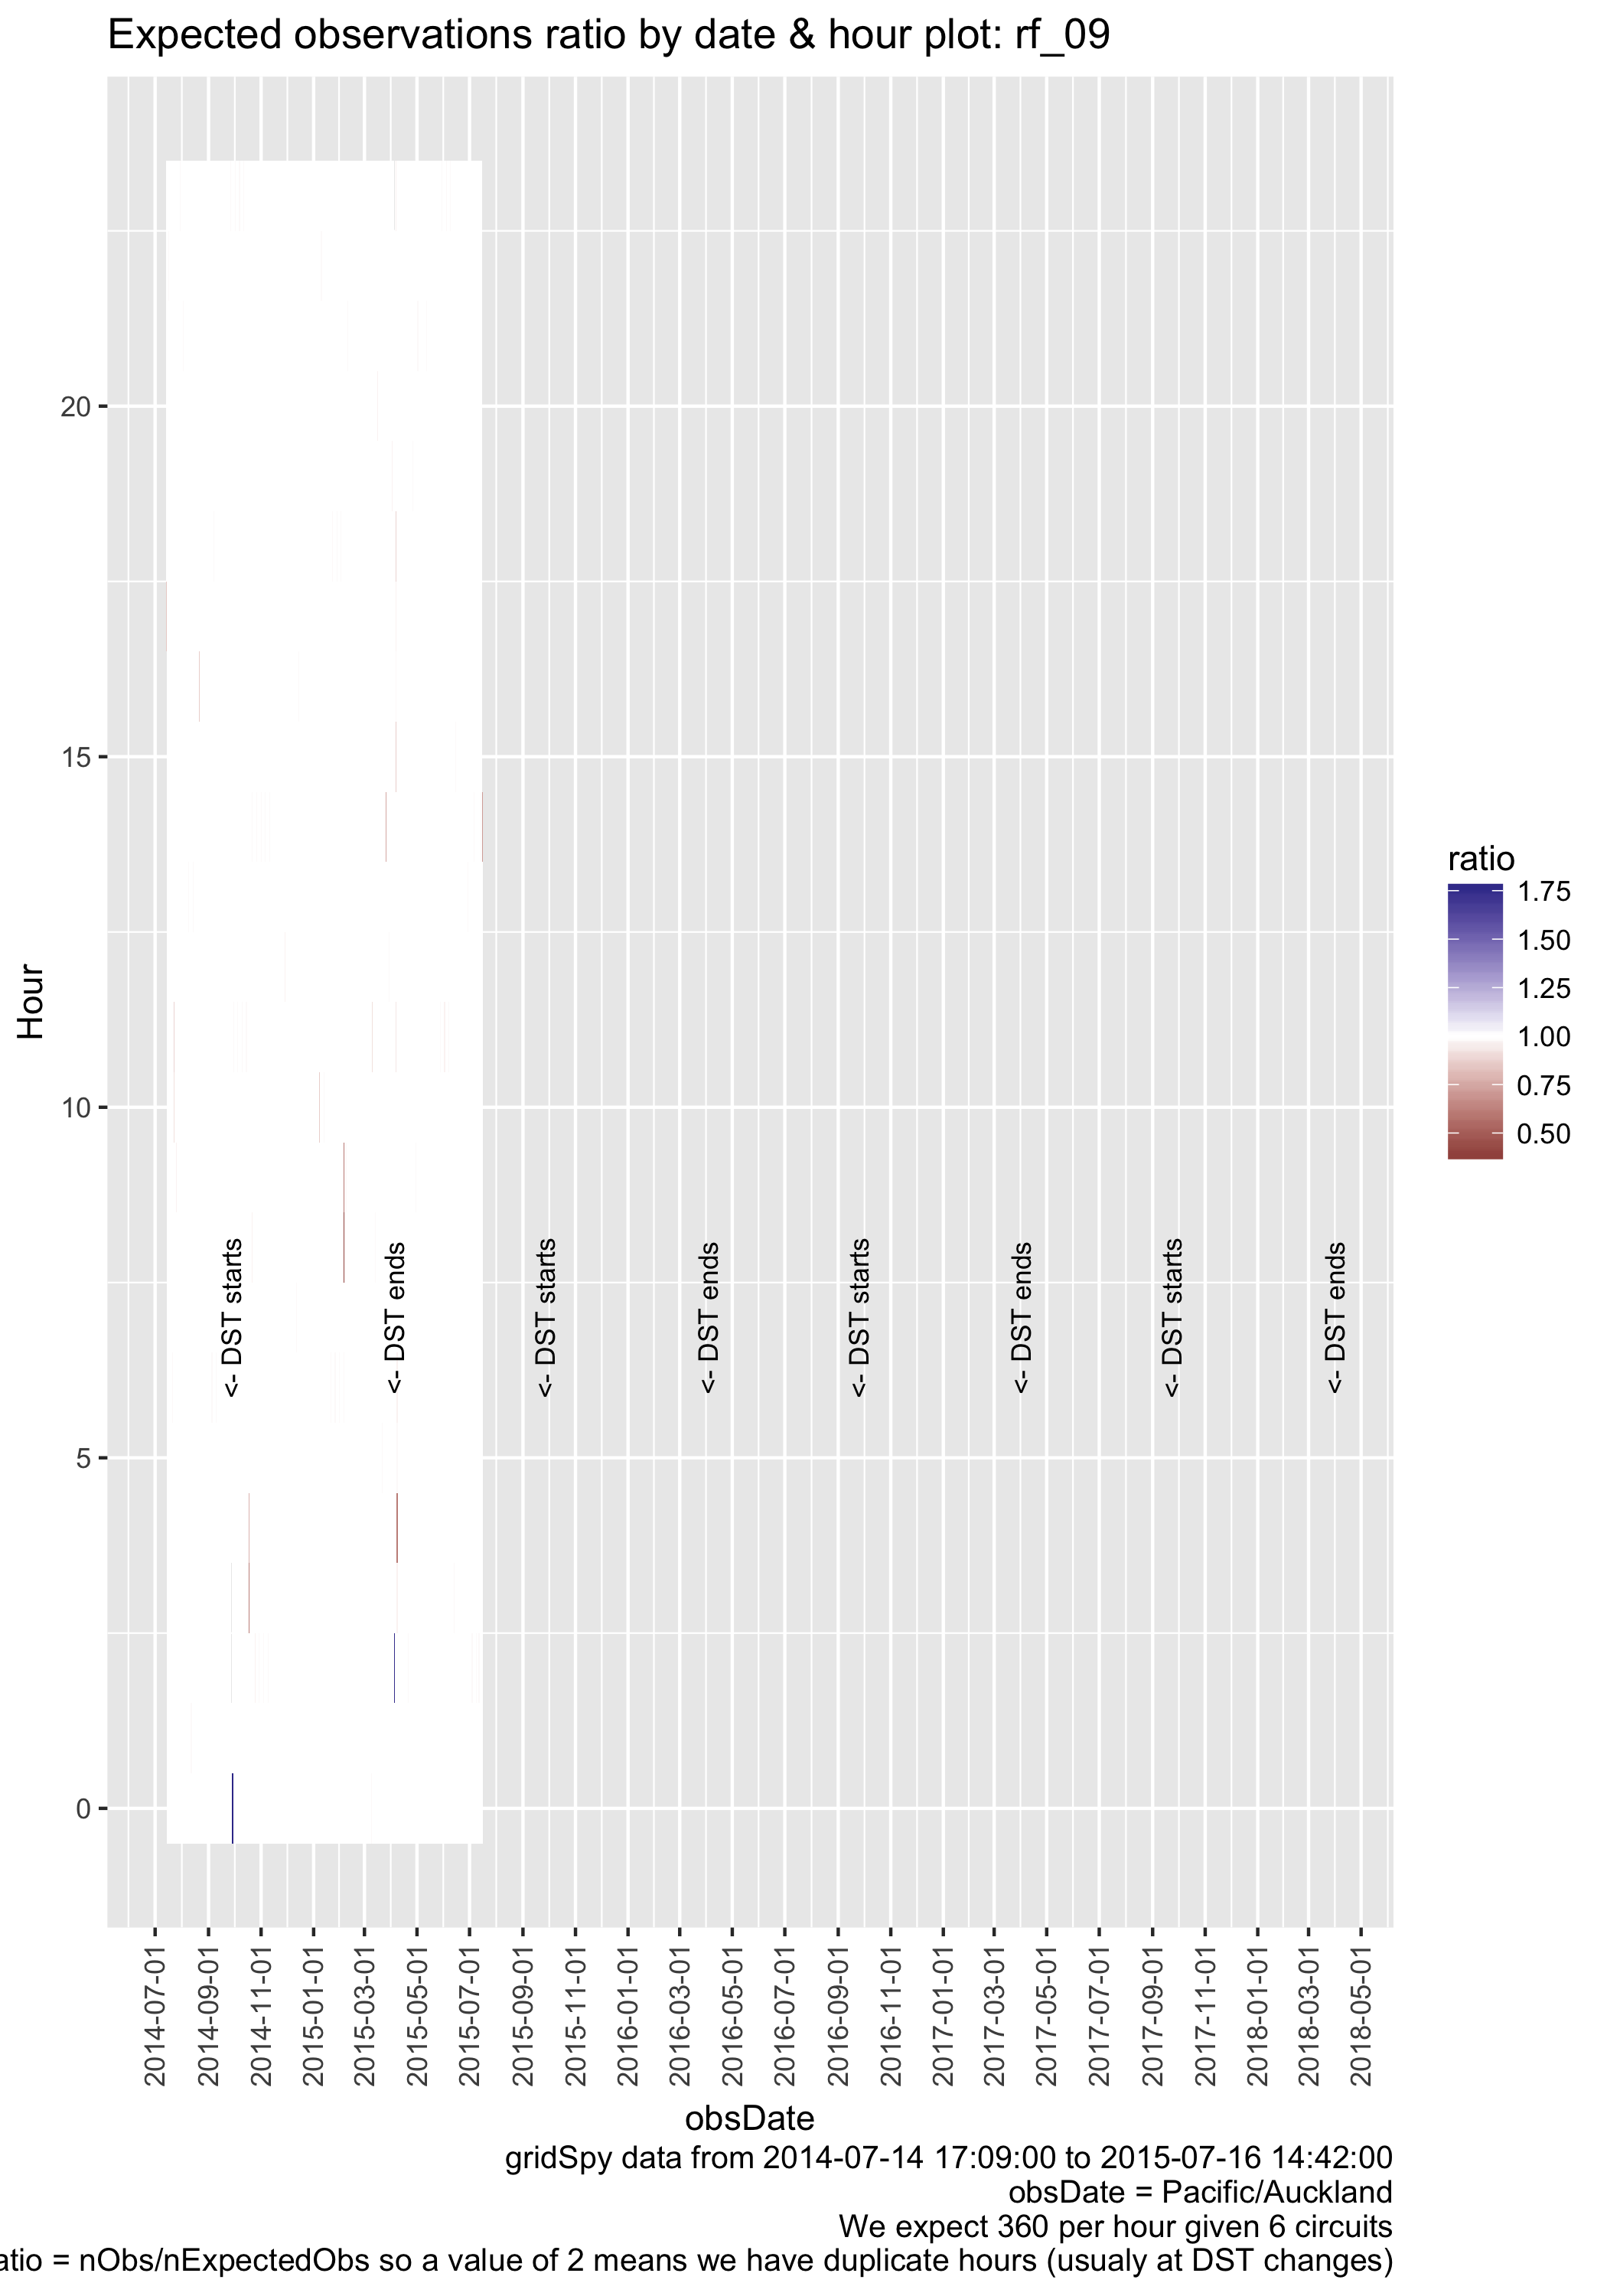 Expected observations ratio by date & hour plot: rf_09
20
15
10
5
0
Hour
<- DST starts
<- DST ends
<- DST starts
<- DST ends
<- DST starts
<- DST ends
<- DST starts
<- DST ends
ratio
1.75
1.50
1.25
1.00
0.75
0.50
2014-07-01
2014-09-01
2014-11-01
2015-01-01
2015-03-01
2015-05-01
2015-07-01
2015-09-01
2015-11-01
2016-01-01
2016-03-01
2016-05-01
2016-07-01
2016-09-01
2016-11-01
2017-01-01
2017-03-01
2017-05-01
2017-07-01
2017-09-01
2017-11-01
2018-01-01
2018-03-01
2018-05-01
obsDate
gridSpy data from 2014-07-14 17:09:00 to 2015-07-16 14:42:00
obsDate = Pacific/Auckland
We expect 360 per hour given 6 circuits
atio = nObs/nExpectedObs so a value of 2 means we have duplicate hours (usualy at DST changes)